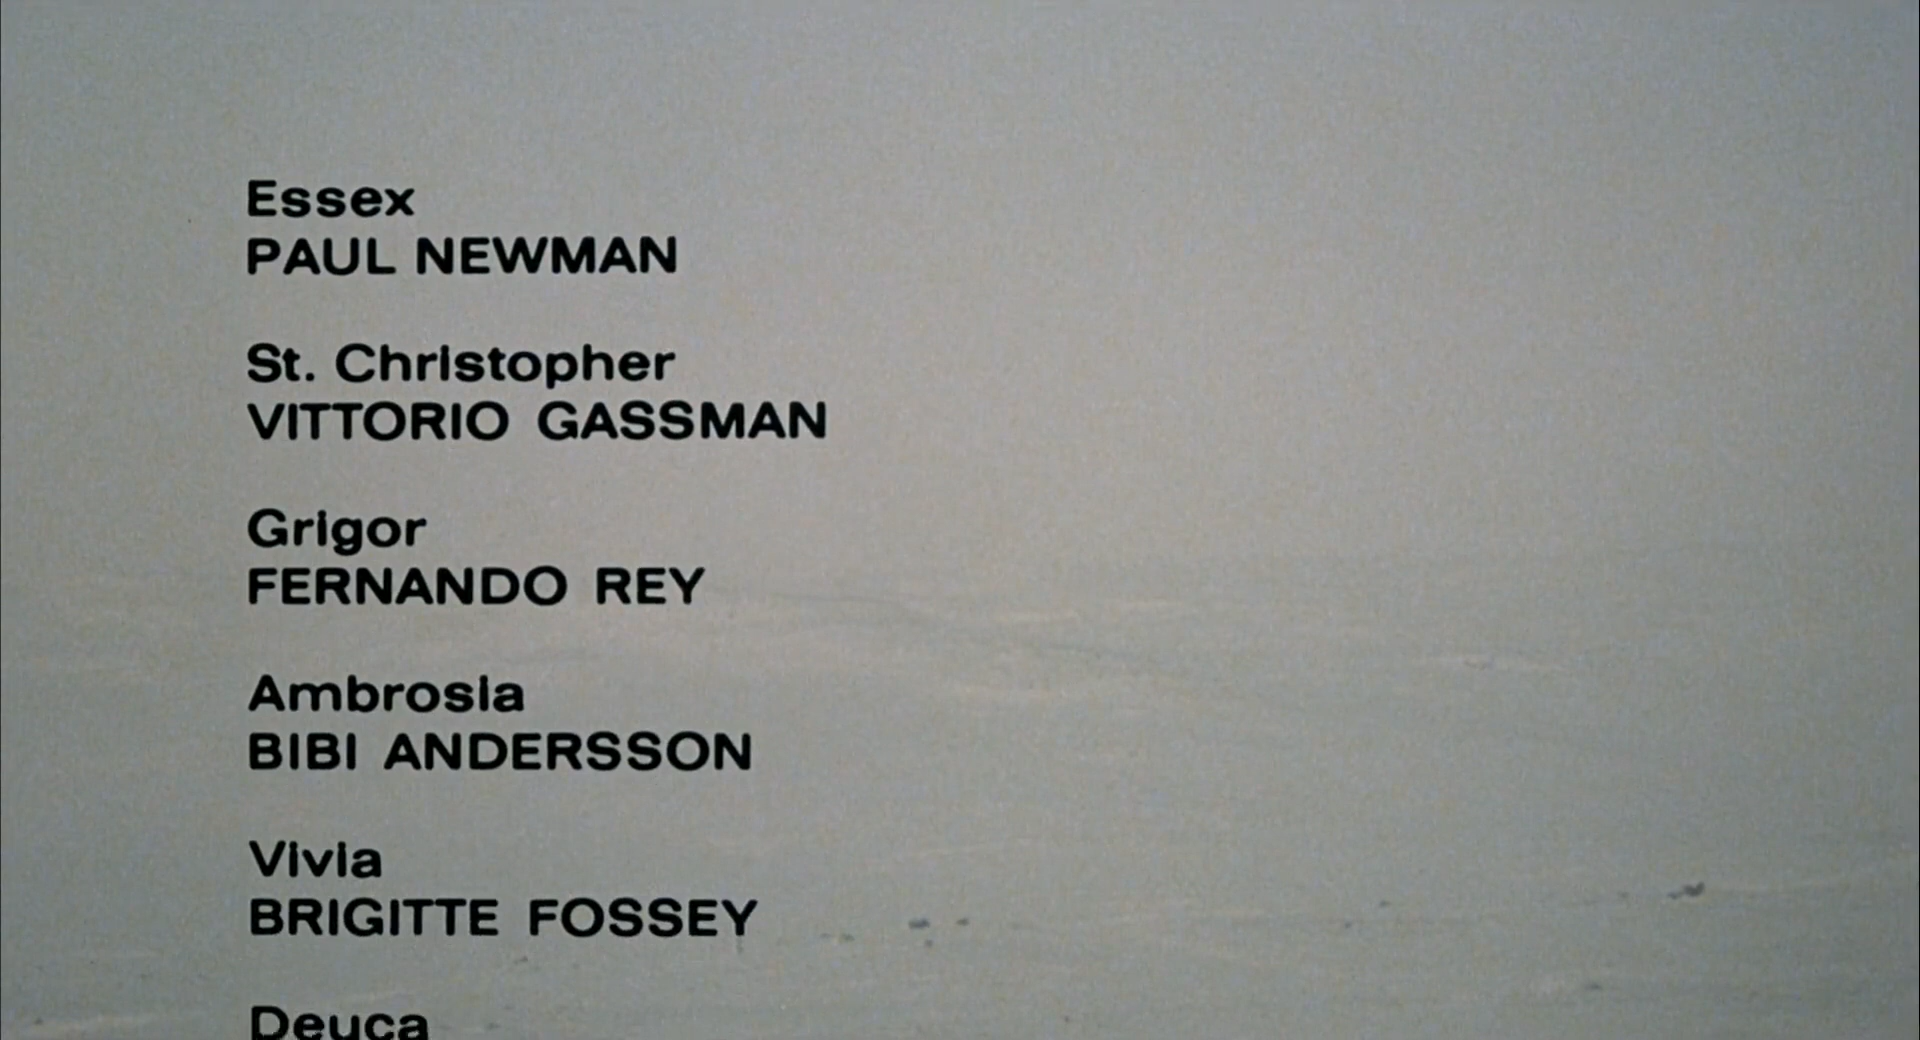 Essex
PAUL NEWMAN
St. Christopher
VITTORIO GASSMAN
Grigor
FERNANDO REY
Ambrosia
BIBI ANDERSSON
Vivia
BRIGITTE FOSSEY
Deuca